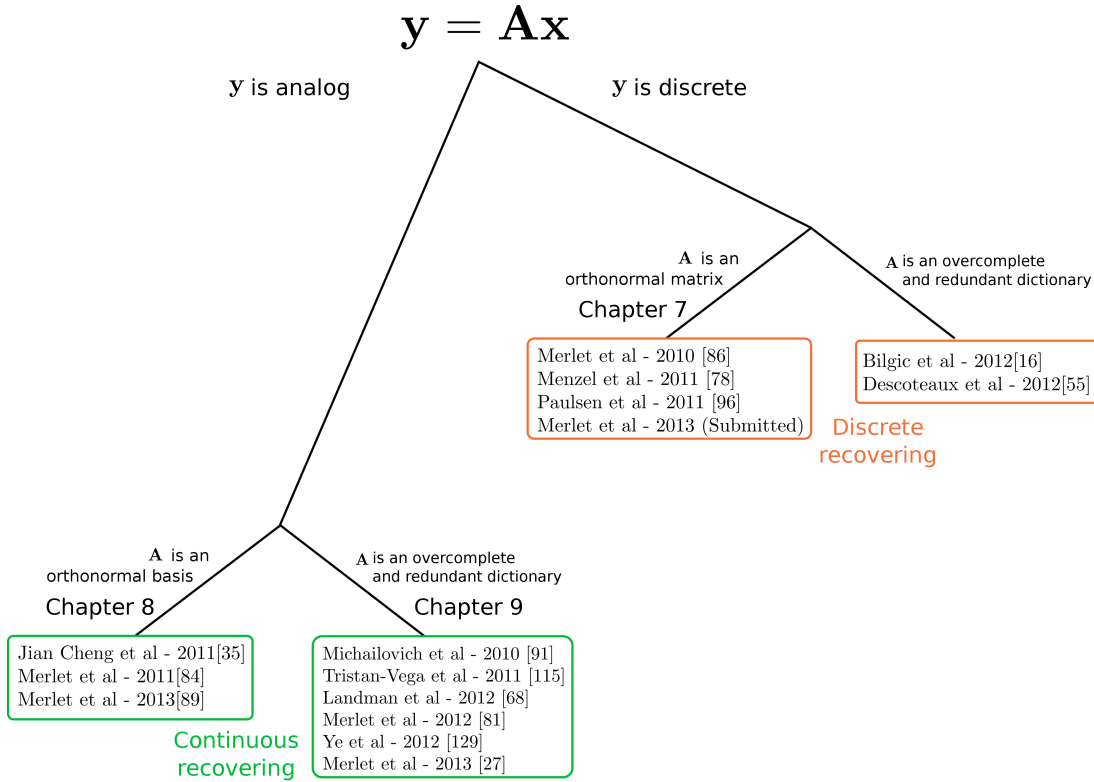 y = Ax
y is analog
y is discrete
A is an
orthonormal matrix
Chapter 7
A is an overcomplete
and redundant dictionary
Merlet et al - 2010 [86]
Menzel et al - 2011 [78]
Paulsen et al - 2011 [96]
Merlet et al - 2013 (Submitted)
Bilgic et al - 2012[16]
Descoteaux et al - 2012[55]
Discrete
recovering
A is an
orthonormal basis
Chapter 8
A is an overcomplete
and redundant dictionary
Chapter 9
Jian Cheng et al - 2011[35]
Merlet et al - 2011[84]
Merlet et al - 2013[89]
Michailovich et al - 2010 [91]
Tristan-Vega et al - 2011 [115]
Landman et al - 2012 [68]
Merlet et al - 2012 [81]
Ye et al - 2012 [129]
Merlet et al - 2013 [27]
Continuous
recovering